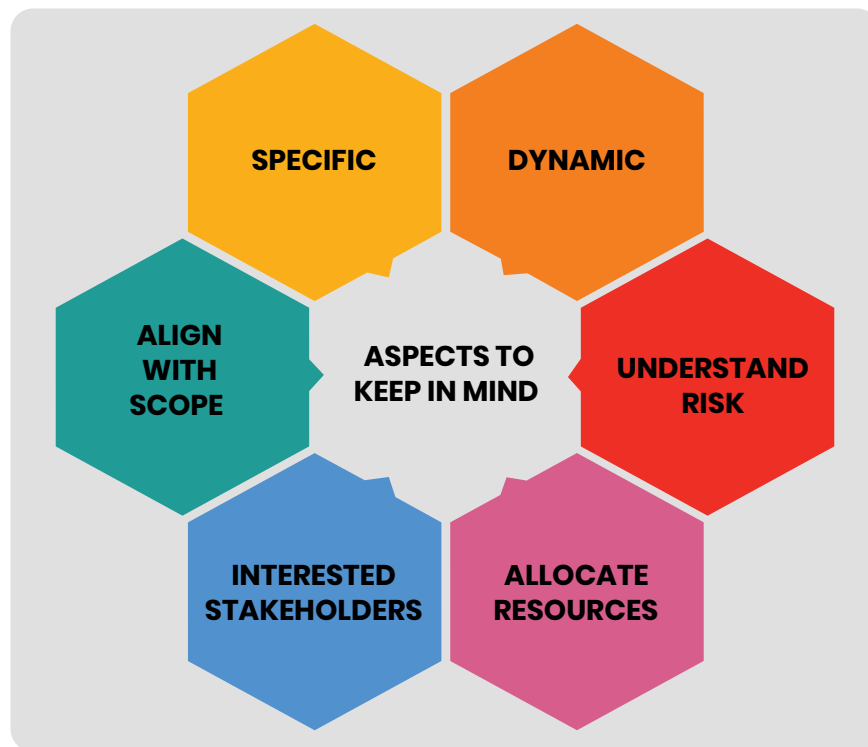 SPECIFIC
DYNAMIC
ALIGN
WITH
SCOPE
ASPECTS TO
KEEP IN MIND
UNDERSTAND
RISK
INTERESTED
STAKEHOLDERS
ALLOCATE
RESOURCES